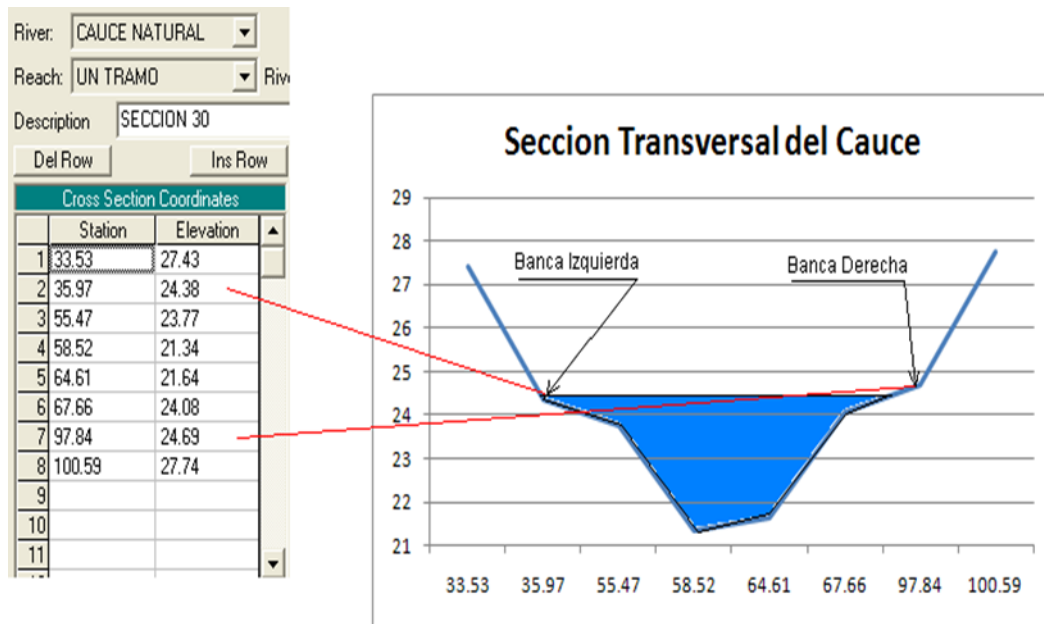 River: CAUCE NATURAL
Reach: UN TRAMO Riv
Description SECCION 30
Del Row Ins Row
Cross Section Coordinates
Station Elevation
1 33.53 27.43
2 35.97 24.38
3 55.47 23.77
4 58.52 21.34
5 64.61 21.64
6 67.66 24.08
7 97.84 24.69
8 100.59 27.74
9
10
11
Seccion Transversal del Cauce
29
28
27
26
25
24
23
22
21
Banca Izquierda
Banca Derecha
33.53 35.97 55.47 58.52 64.61 67.66 97.84 100.59